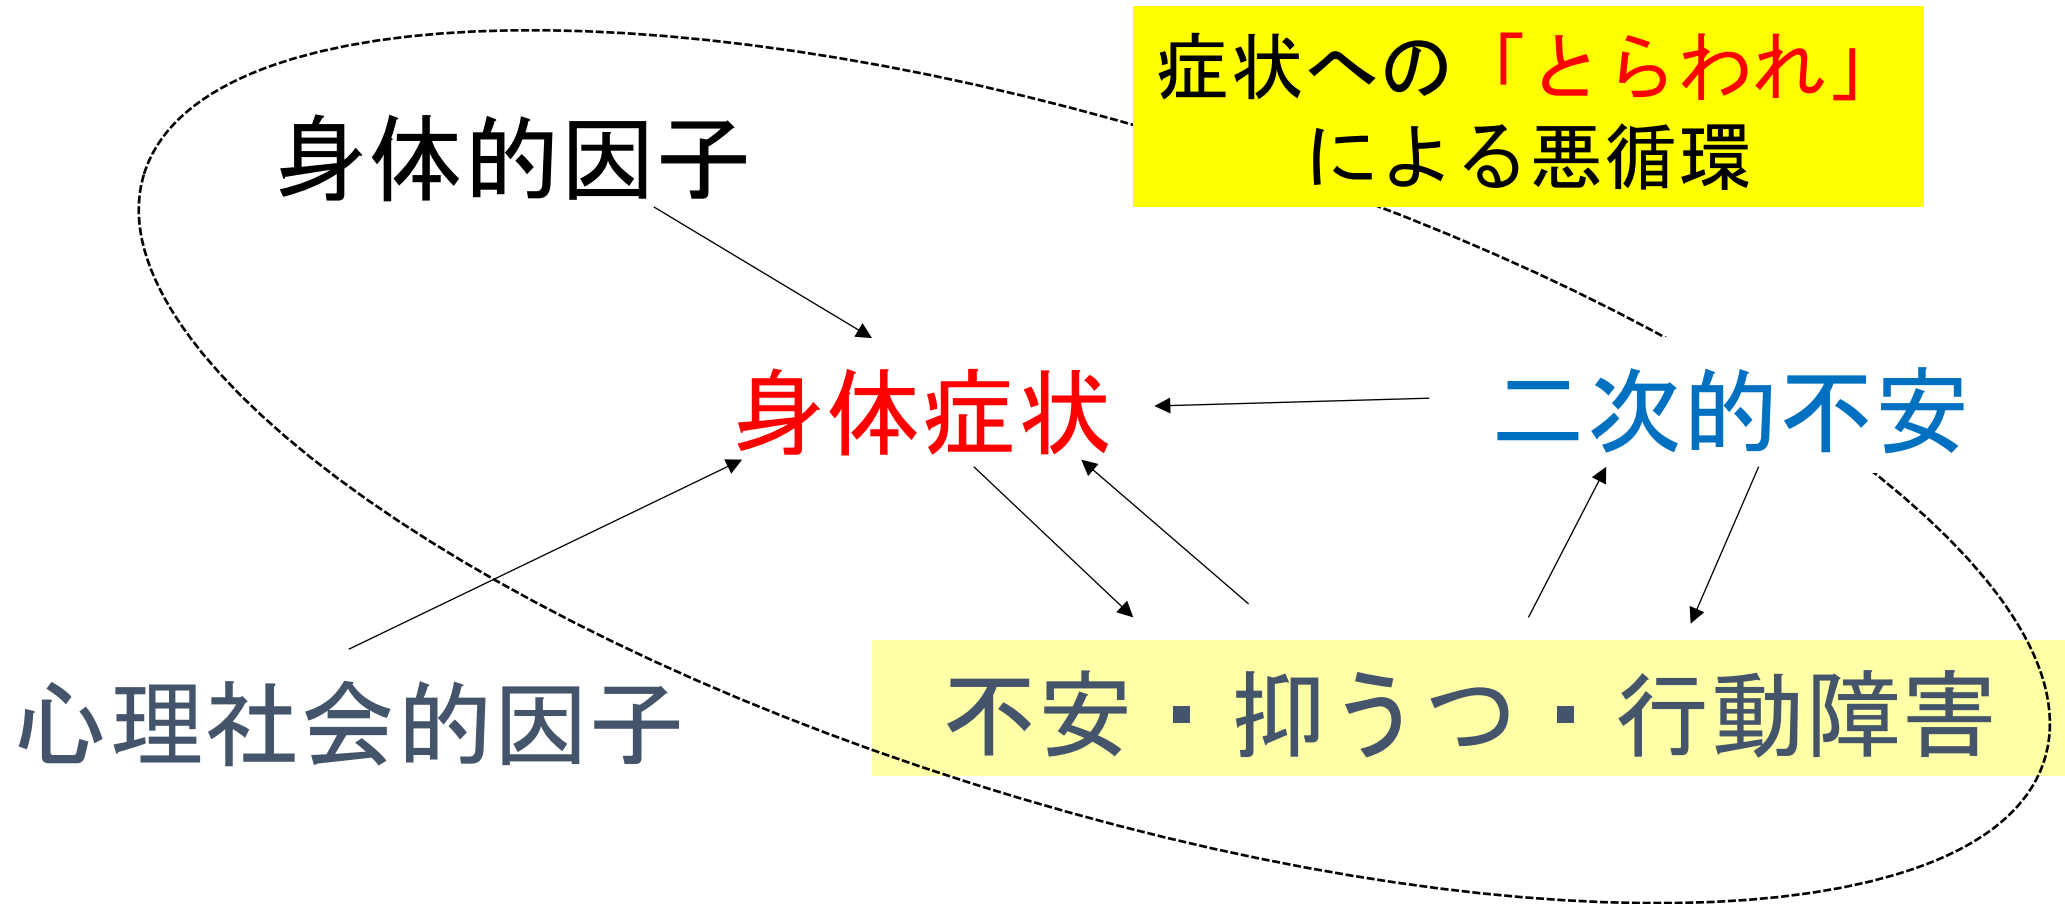 症状への「とらわれ」
による悪循環
身体的因子
身体症状
二次的不安
心理社会的因子
不安・抑うつ・行動障害